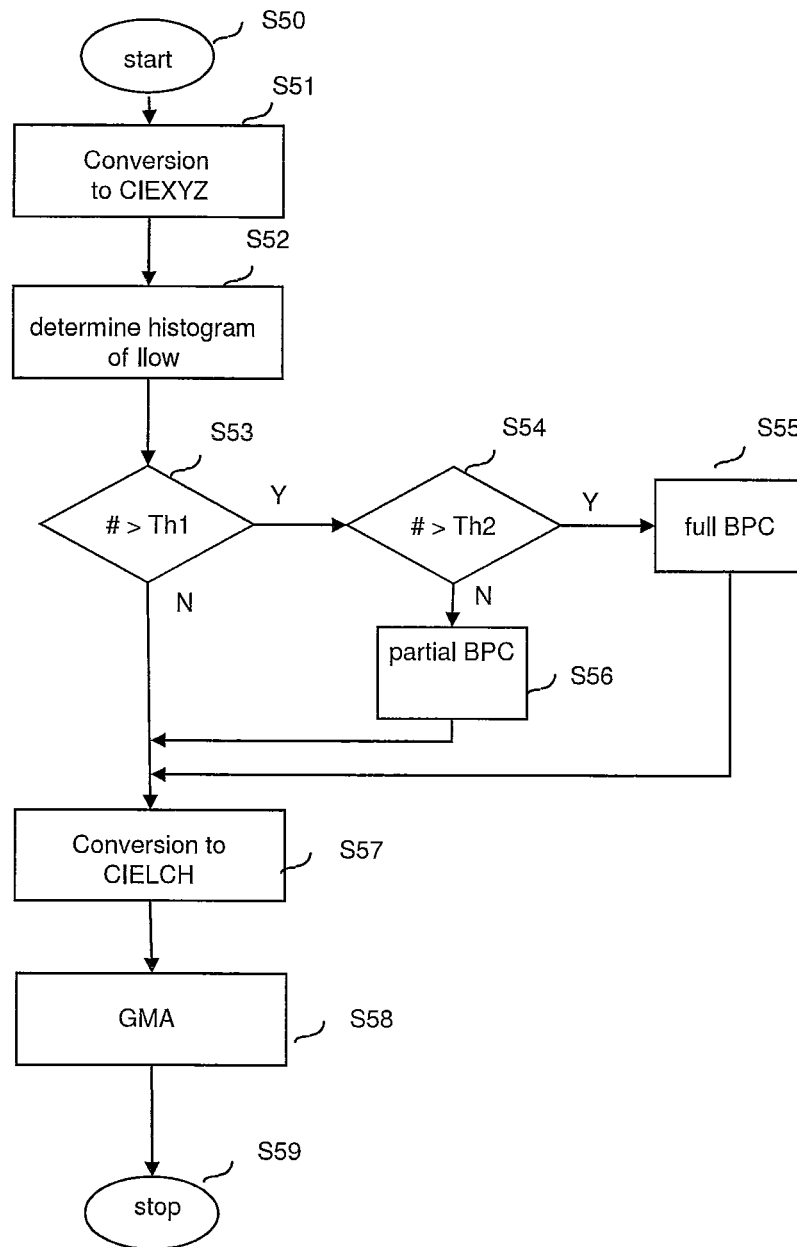 S50
start
S51
Conversion
to CIEXYZ
S52
determine histogram
of Ilow
S53
# > Th1
Y
N
S54
# > Th2
Y
N
S55
full BPC
partial BPC
S56
Conversion to
CIELCH
S57
GMA
S58
S59
stop